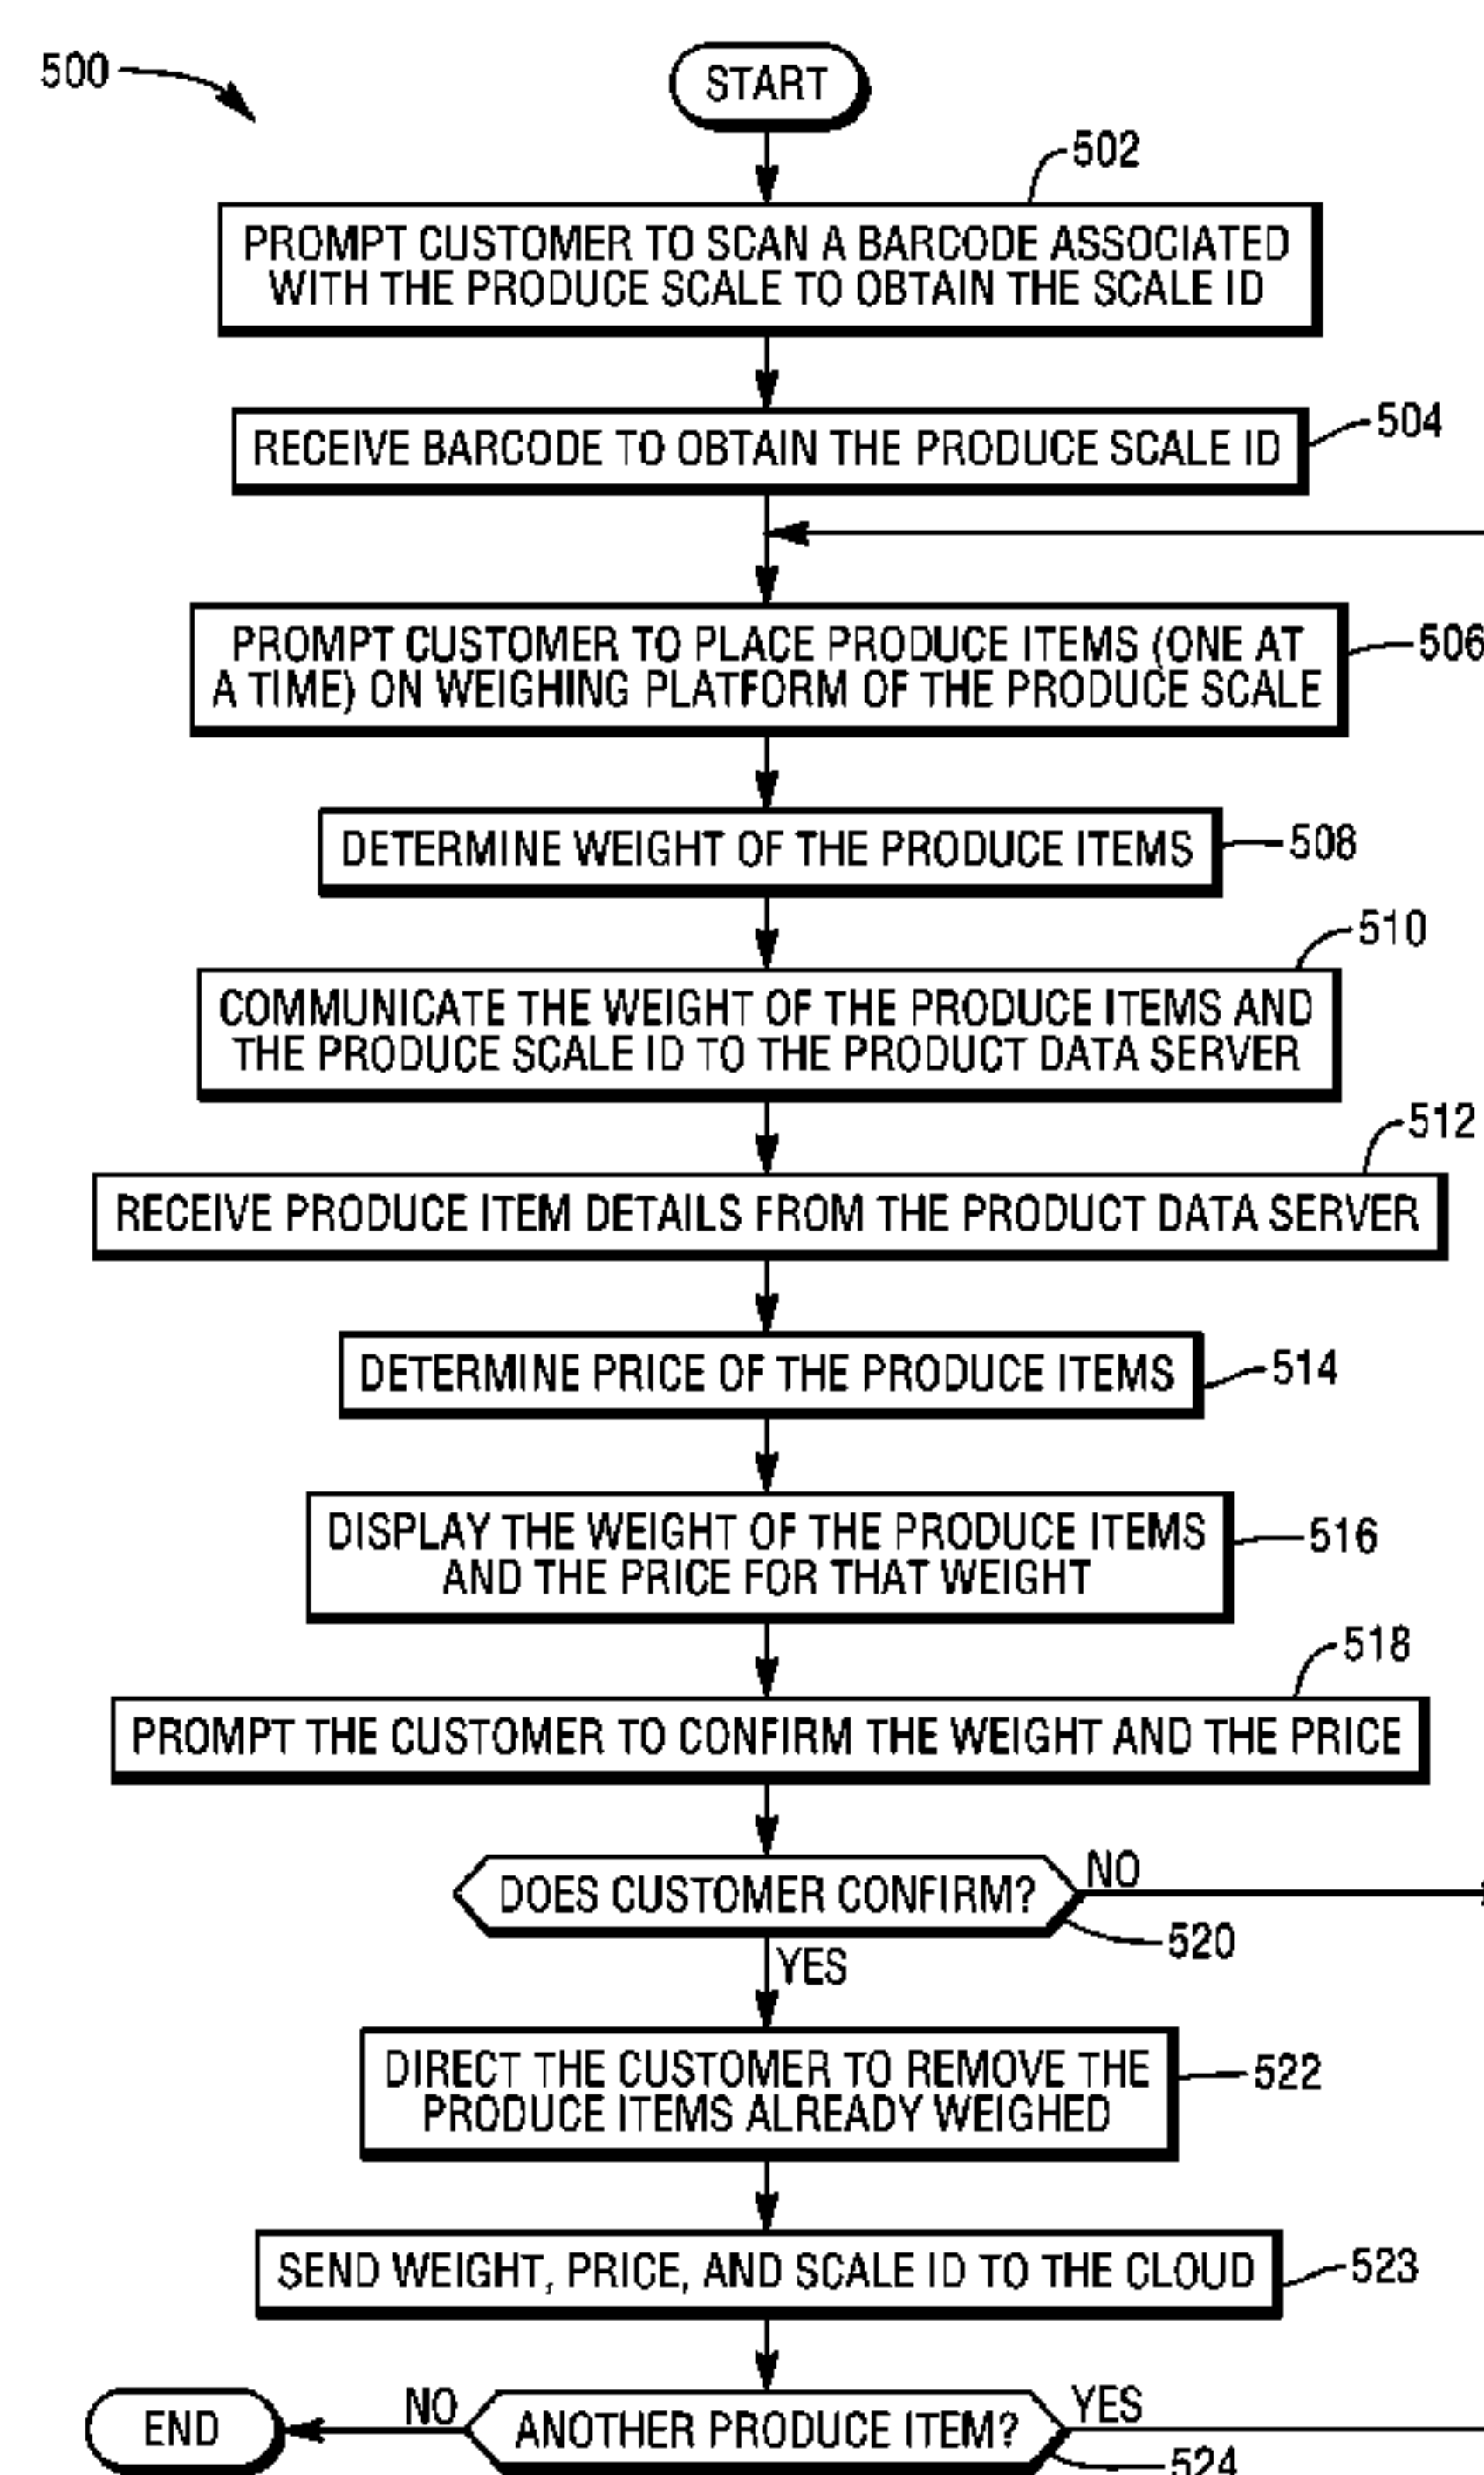 500
START
502
PROMPT CUSTOMER TO SCAN A BARCODE ASSOCIATED
WITH THE PRODUCE SCALE TO OBTAIN THE SCALE ID
504
RECEIVE BARCODE TO OBTAIN THE PRODUCE SCALE ID
PROMPT CUSTOMER TO PLACE PRODUCE ITEMS (ONE AT
A TIME) ON WEIGHING PLATFORM OF THE PRODUCE SCALE
506
DETERMINE WEIGHT OF THE PRODUCE ITEMS
508
510
COMMUNICATE THE WEIGHT OF THE PRODUCE ITEMS AND
THE PRODUCE SCALE ID TO THE PRODUCT DATA SERVER
512
RECEIVE PRODUCE ITEM DETAILS FROM THE PRODUCT DATA SERVER
DETERMINE PRICE OF THE PRODUCE ITEMS
514
DISPLAY THE WEIGHT OF THE PRODUCE ITEMS
AND THE PRICE FOR THAT WEIGHT
516
518
PROMPT THE CUSTOMER TO CONFIRM THE WEIGHT AND THE PRICE
DOES CUSTOMER CONFIRM?
NO
520
YES
DIRECT THE CUSTOMER TO REMOVE THE
PRODUCE ITEMS ALREADY WEIGHED
522
SEND WEIGHT, PRICE, AND SCALE ID TO THE CLOUD
523
END
NO
ANOTHER PRODUCE ITEM?
YES
524